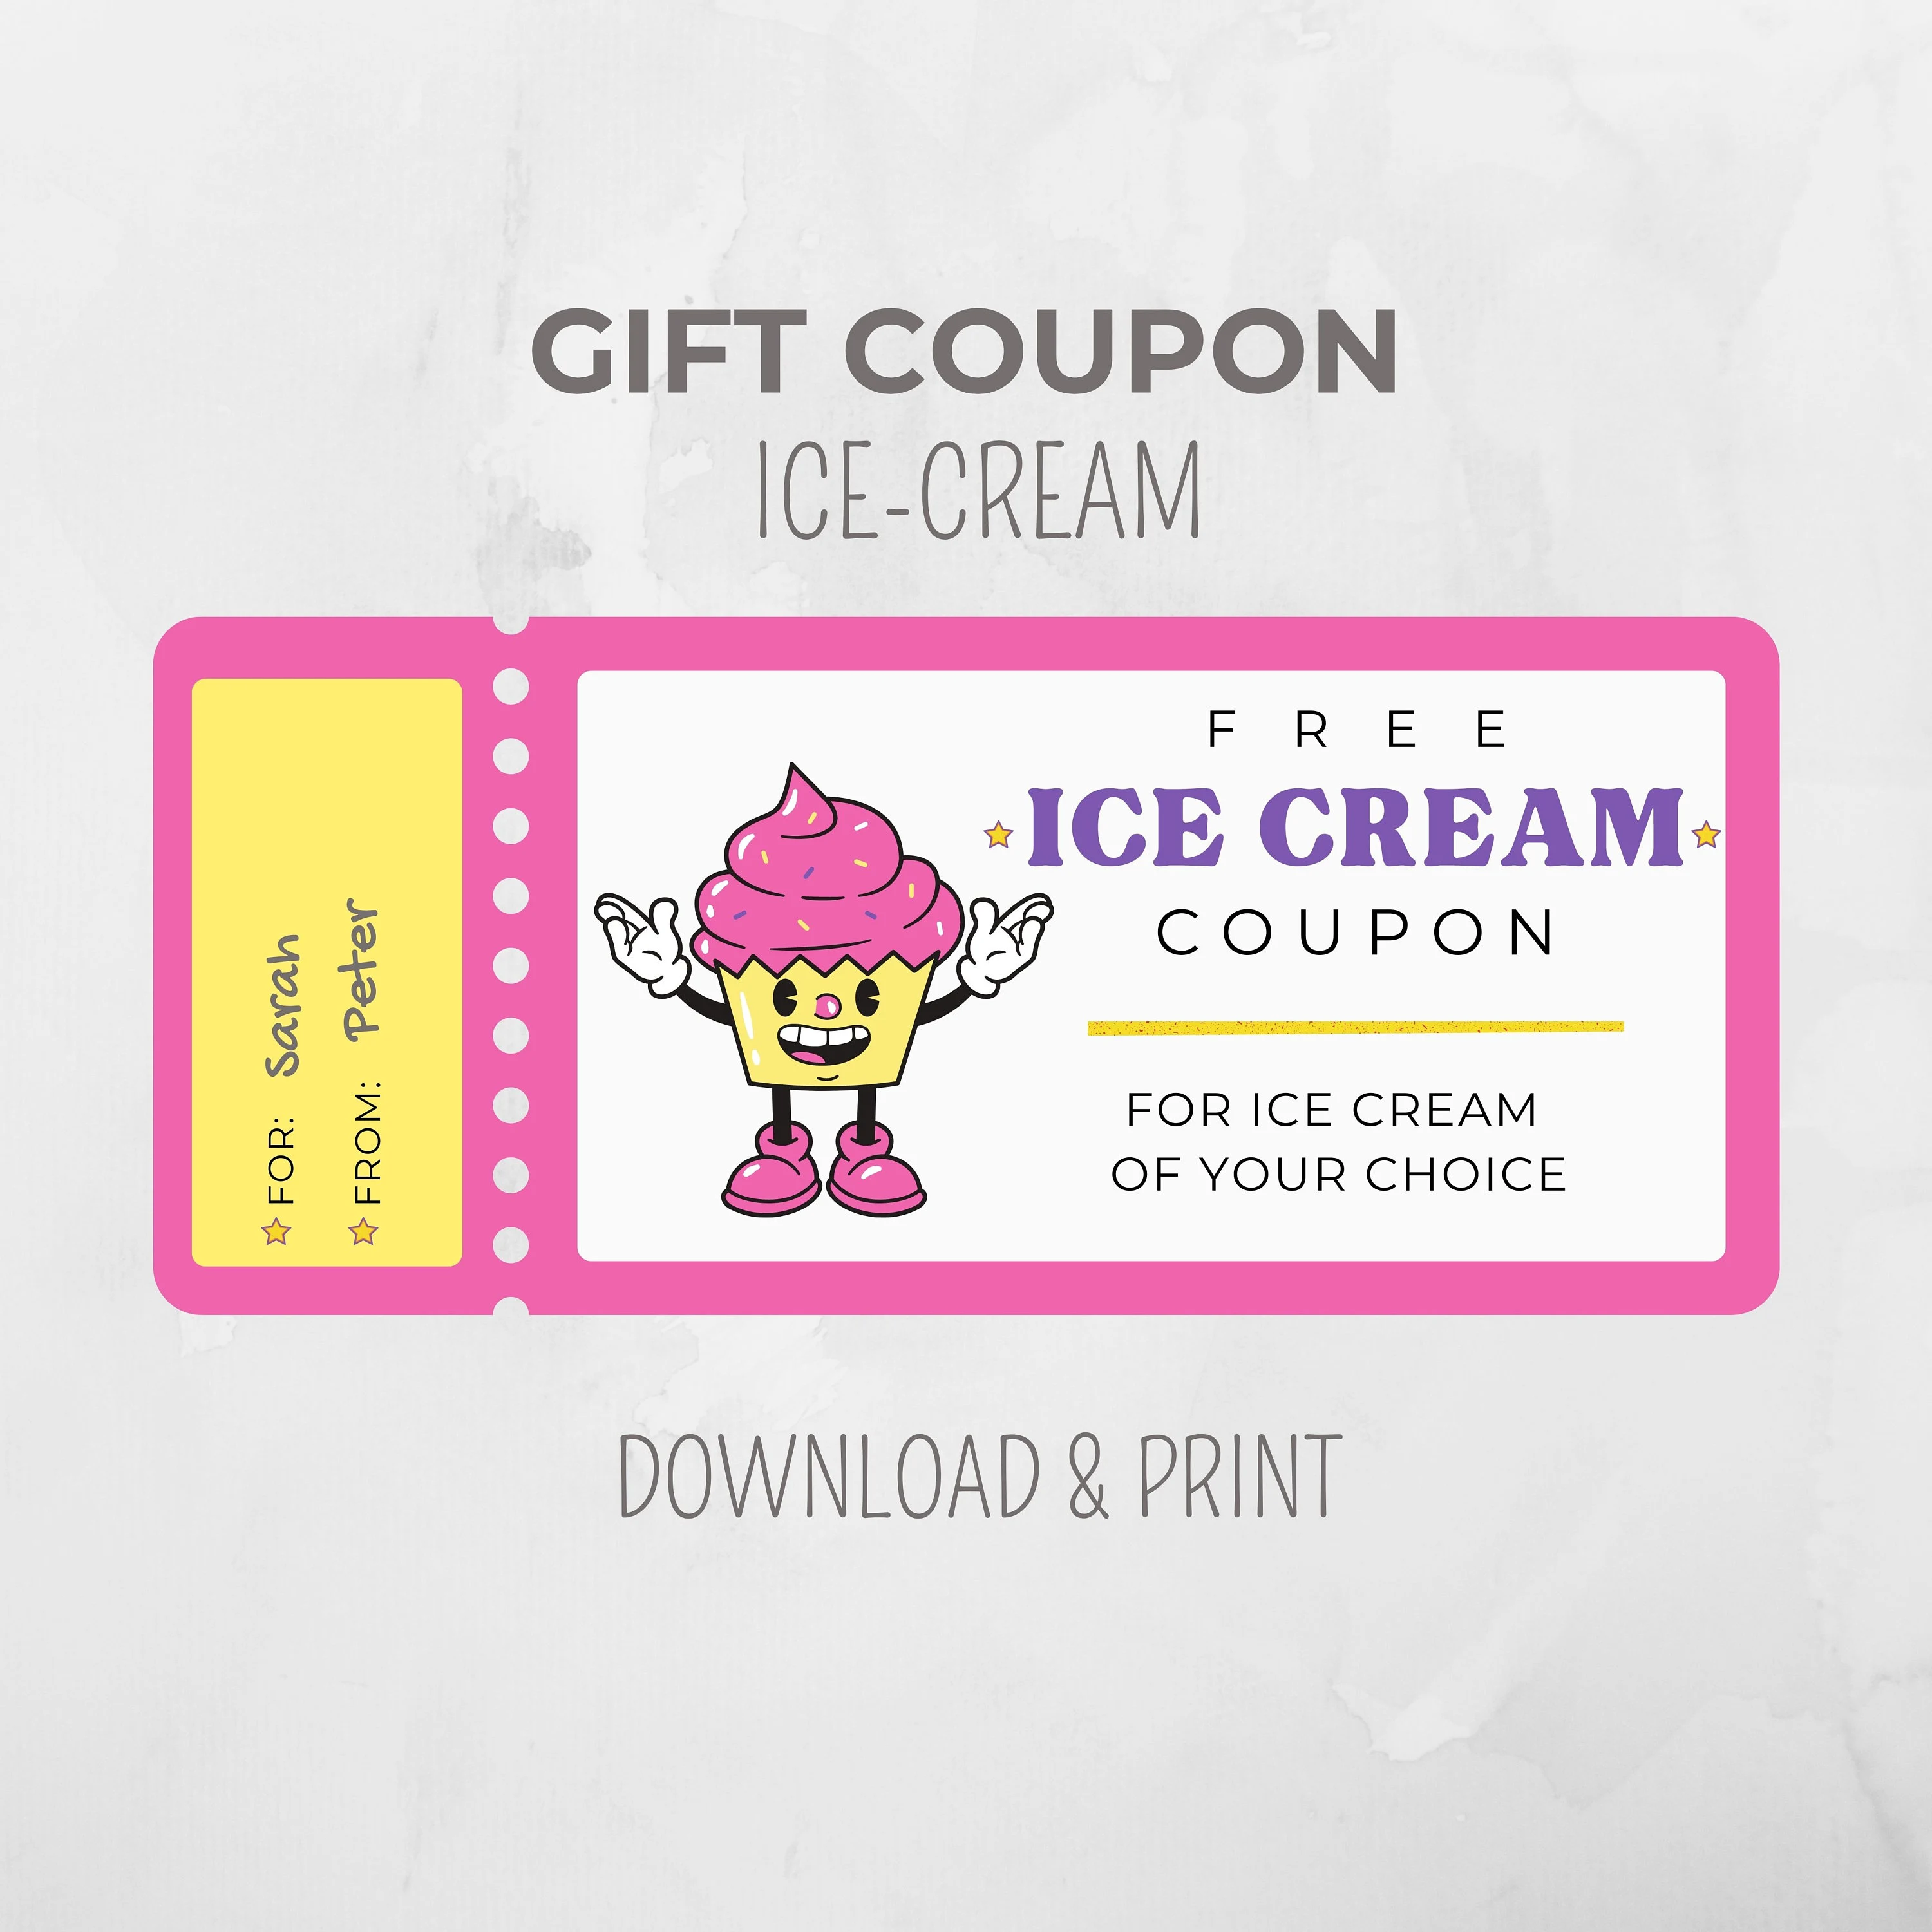 GIFT COUPON
ICE-CREAM
FOR: Sarah
FROM: Peter
FREE
ICE CREAM
COUPON
FOR ICE CREAM
OF YOUR CHOICE
DOWNLOAD & PRINT